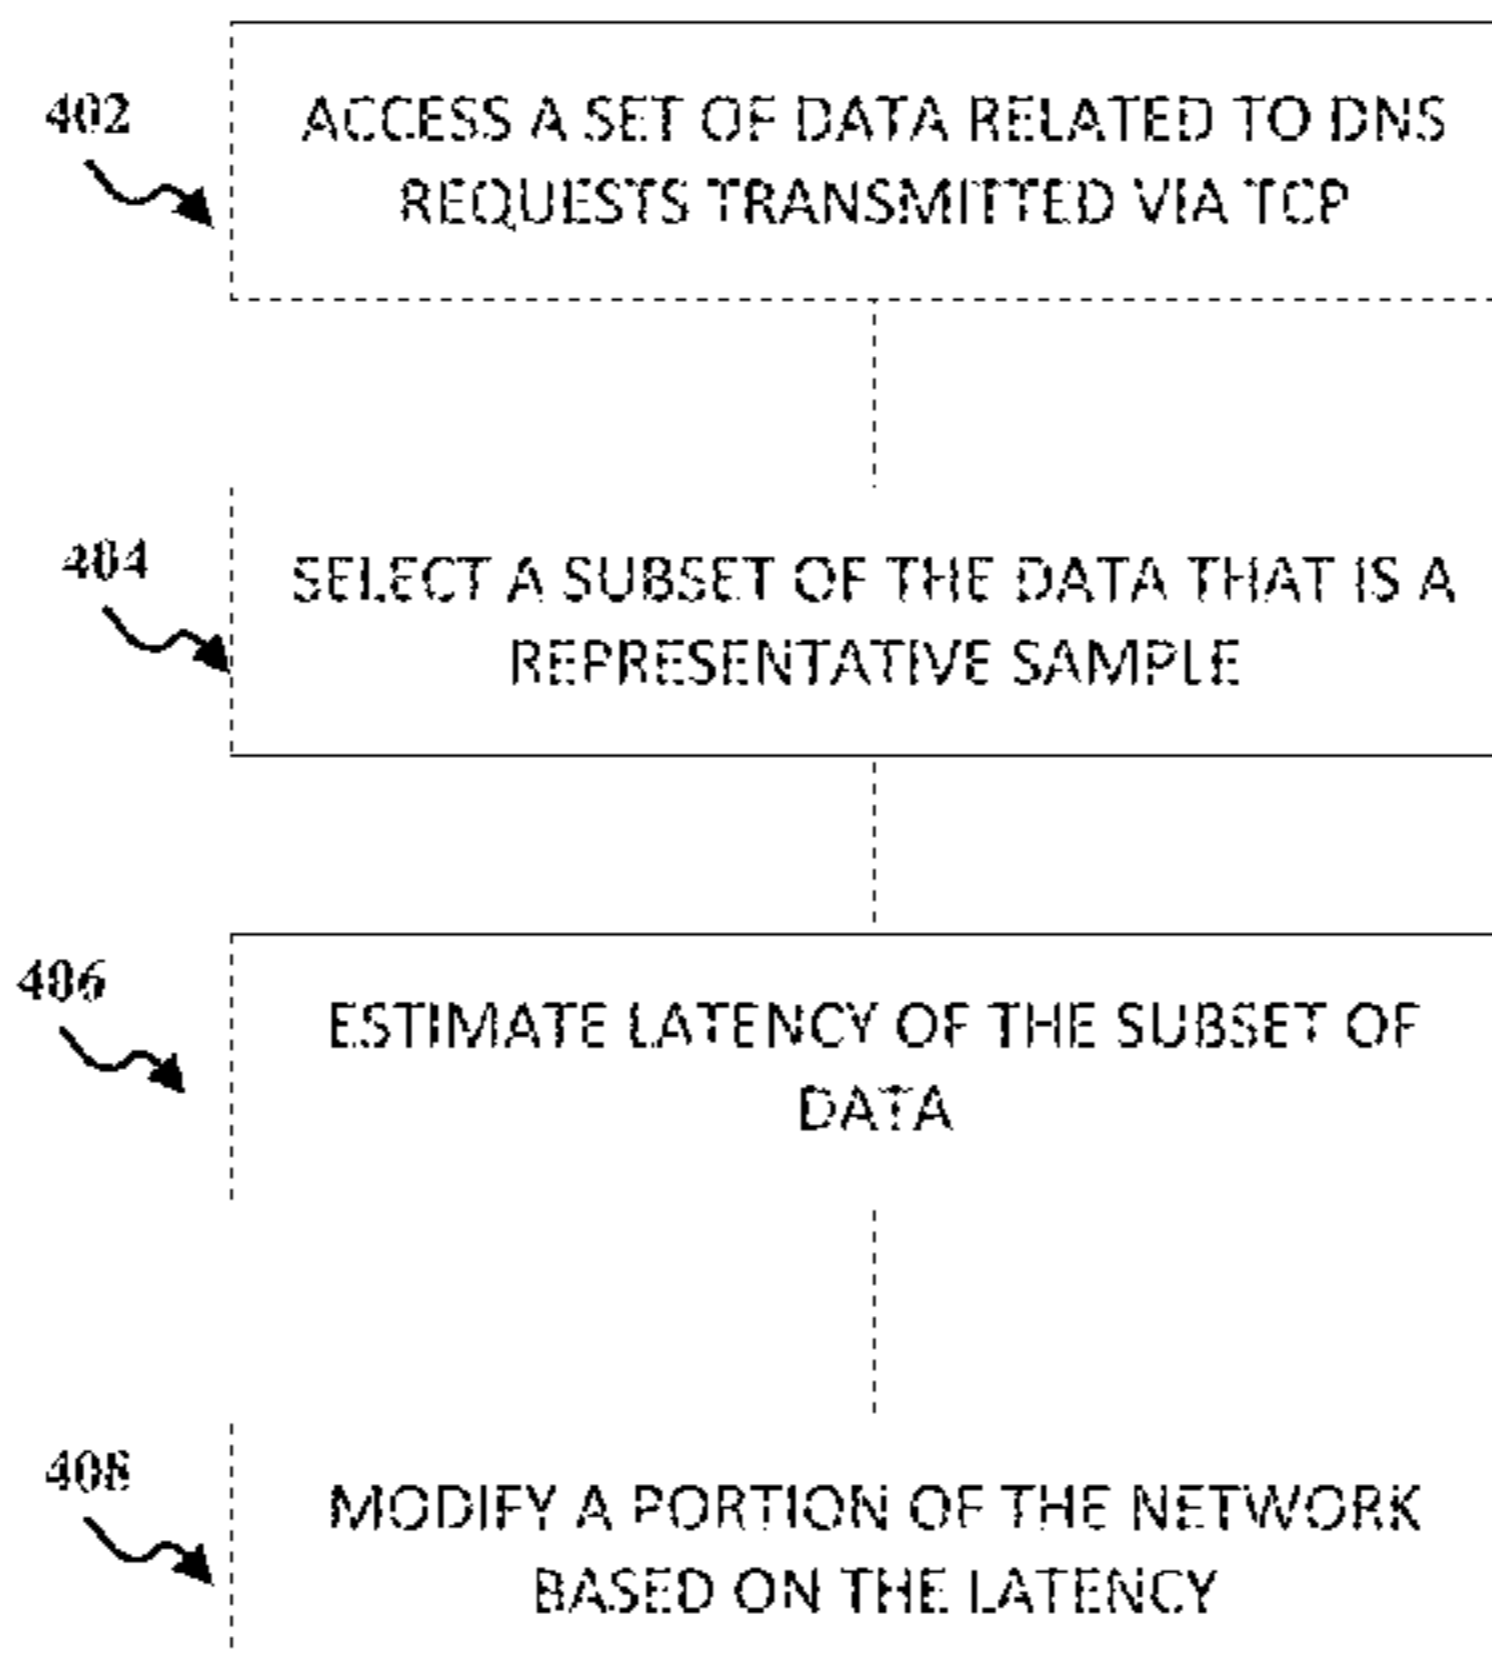 402
ACCESS A SET OF DATA RELATED TO DNS
REQUESTS TRANSMITTED VIA TCP
404
SELECT A SUBSET OF THE DATA THAT IS A
REPRESENTATIVE SAMPLE
406
ESTIMATE LATENCY OF THE SUBSET OF
DATA
408
MODIFY A PORTION OF THE NETWORK
BASED ON THE LATENCY